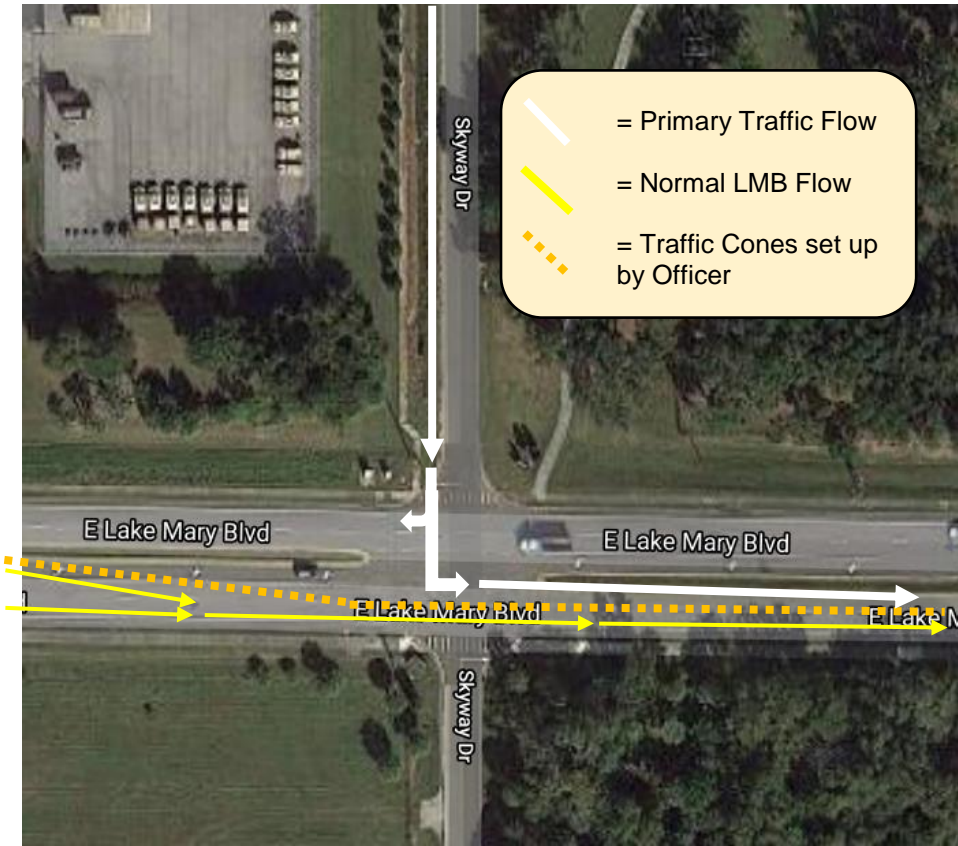 Skyway Dr
= Primary Traffic Flow
= Normal LMB Flow
= Traffic Cones set up
by Officer
E Lake Mary Blvd
E Lake Mary Blvd
E Lake Mary Blvd
E Lake M
Skyway Dr